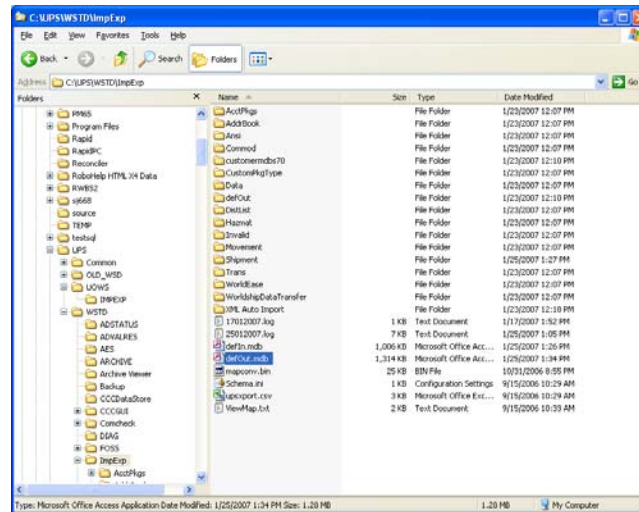 C:\UPS\WSTD\ImpExp
File Edit View Favorites Tools Help
Back Search Folders
Address C:\UPS\WSTD\ImpExp Go
Folders
PM65
Program Files
Rapid
RapidPC
Reconciler
RoboHelp HTML X4 Data
RWBS2
sj668
source
TEMP
testsql
UPS
Common
OLD_WSD
UOWS
IMPEXP
WSTD
ADSTATUS
ADVALRES
AES
ARCHIVE
Archive Viewer
Backup
CCCDataStore
CCCGUI
Comcheck
DIAG
FOSS
ImpExp
AcctPkgs
Name Size Type Date Modified
AcctPkgs File Folder 1/23/2007 12:07 PM
AddrBook File Folder 1/23/2007 12:07 PM
Ansi File Folder 1/23/2007 12:07 PM
Commod File Folder 1/23/2007 12:07 PM
customermdbs70 File Folder 1/23/2007 12:10 PM
CustomPkgType File Folder 1/23/2007 12:07 PM
Data File Folder 1/23/2007 12:07 PM
defOut File Folder 1/23/2007 12:10 PM
DistList File Folder 1/23/2007 12:07 PM
Hazmat File Folder 1/23/2007 12:07 PM
Invalid File Folder 1/23/2007 12:07 PM
Movement File Folder 1/23/2007 12:07 PM
Shipment File Folder 1/25/2007 1:27 PM
Trans File Folder 1/23/2007 12:07 PM
WorldEase File Folder 1/23/2007 12:07 PM
WorldshipDataTransfer File Folder 1/23/2007 12:07 PM
XML Auto Import File Folder 1/23/2007 12:10 PM
17012007.log 1 KB Text Document 1/17/2007 1:52 PM
25012007.log 7 KB Text Document 1/25/2007 1:05 PM
defIn.mdb 1,006 KB Microsoft Office Acc... 1/25/2007 1:26 PM
defOut.mdb 1,314 KB Microsoft Office Acc... 1/25/2007 1:34 PM
mapconv.bin 25 KB BIN File 10/31/2006 8:55 PM
Schema.ini 1 KB Configuration Settings 9/15/2006 10:29 AM
upsxport.csv 3 KB Microsoft Office Exc... 9/15/2006 10:29 AM
ViewMap.txt 2 KB Text Document 9/15/2006 10:33 AM
Type: Microsoft Office Access Application Date Modified: 1/25/2007 1:34 PM Size: 1.28 MB 1.28 MB My Computer